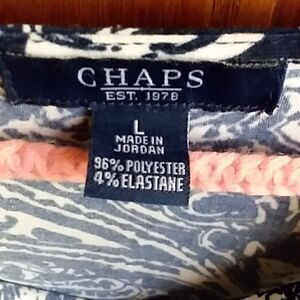 CHAPS
EST. 1978
L
MADE IN
JORDAN
96% POLYESTER
4% ELASTANE